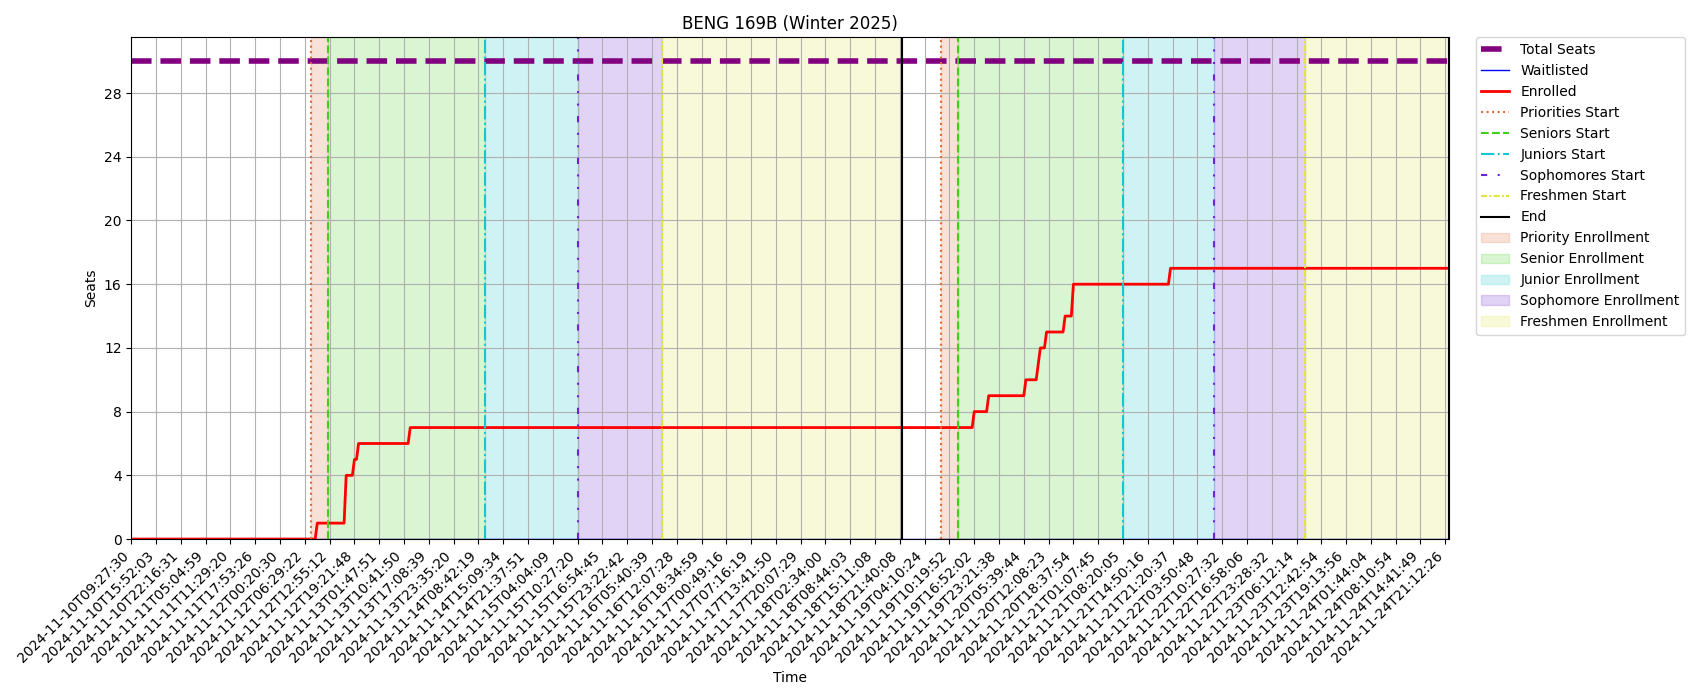 BENG 169B (Winter 2025)
Total Seats
Waitlisted
Enrolled
Priorities Start
Seniors Start
Juniors Start
Sophomores Start
Freshmen Start
End
Priority Enrollment
Senior Enrollment
Junior Enrollment
Sophomore Enrollment
Freshmen Enrollment
Seats
28
24
20
16
12
8
4
0
2024-11-10T09:27:30
2024-11-10T15:52:03
2024-11-10T22:16:31
2024-11-11T05:04:59
2024-11-11T11:29:20
2024-11-11T17:53:26
2024-11-12T00:20:30
2024-11-12T06:29:22
2024-11-12T12:55:12
2024-11-12T19:21:48
2024-11-13T01:47:51
2024-11-13T10:41:50
2024-11-13T17:08:39
2024-11-13T23:35:20
2024-11-14T08:42:19
2024-11-14T15:09:34
2024-11-14T21:37:51
2024-11-15T04:04:09
2024-11-15T10:27:20
2024-11-15T16:54:45
2024-11-15T23:22:42
2024-11-16T05:40:39
2024-11-16T12:07:28
2024-11-16T18:34:59
2024-11-17T00:49:16
2024-11-17T07:16:19
2024-11-17T13:41:50
2024-11-17T20:07:29
2024-11-18T02:34:00
2024-11-18T08:44:03
2024-11-18T15:11:08
2024-11-18T21:40:08
2024-11-19T04:10:24
2024-11-19T10:19:52
2024-11-19T16:52:02
2024-11-19T23:21:38
2024-11-20T05:39:44
2024-11-20T12:08:23
2024-11-20T18:37:54
2024-11-21T01:07:45
2024-11-21T08:20:05
2024-11-21T14:50:16
2024-11-21T21:20:37
2024-11-22T03:50:48
2024-11-22T10:27:32
2024-11-22T16:58:06
2024-11-22T23:28:32
2024-11-23T06:12:14
2024-11-23T12:42:54
2024-11-23T19:13:56
2024-11-24T01:44:04
2024-11-24T08:10:54
2024-11-24T14:41:49
2024-11-24T21:12:26
Time